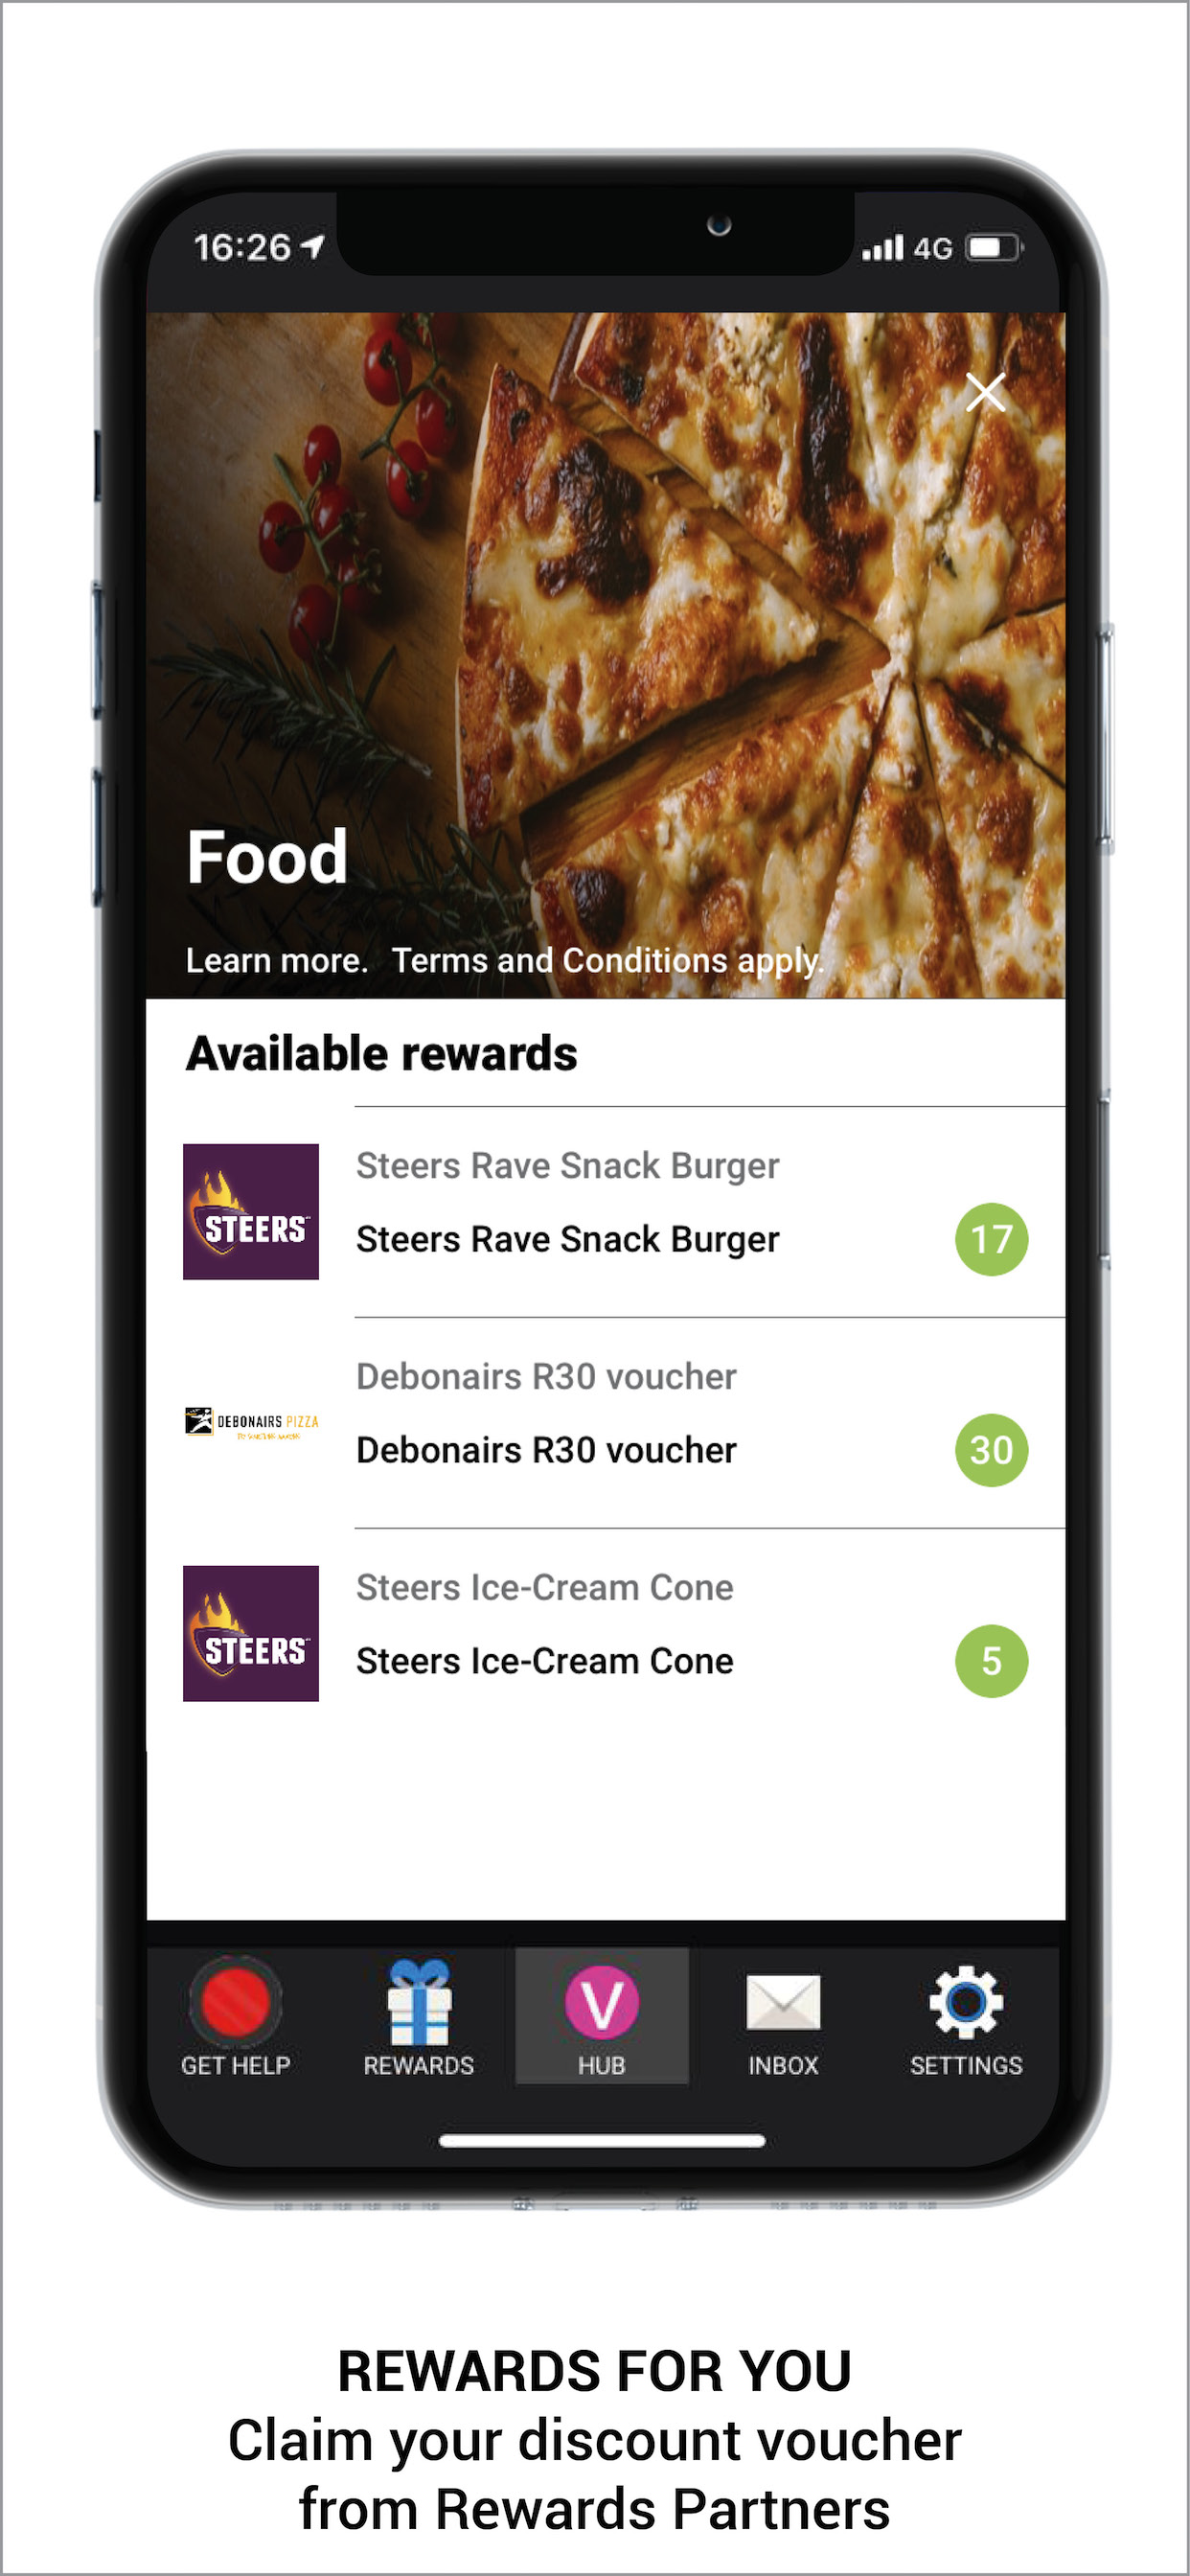 16:26
4G
Food
Learn more. Terms and Conditions apply.
Available rewards
Steers Rave Snack Burger
STEERS
Steers Rave Snack Burger
17
Debonairs R30 voucher
DEBONAIRS PIZZA
Debonairs R30 voucher
30
Steers Ice-Cream Cone
STEERS
Steers Ice-Cream Cone
5
V
GET HELP
REWARDS
HUB
INBOX
SETTINGS
REWARDS FOR YOU
Claim your discount voucher
from Rewards Partners